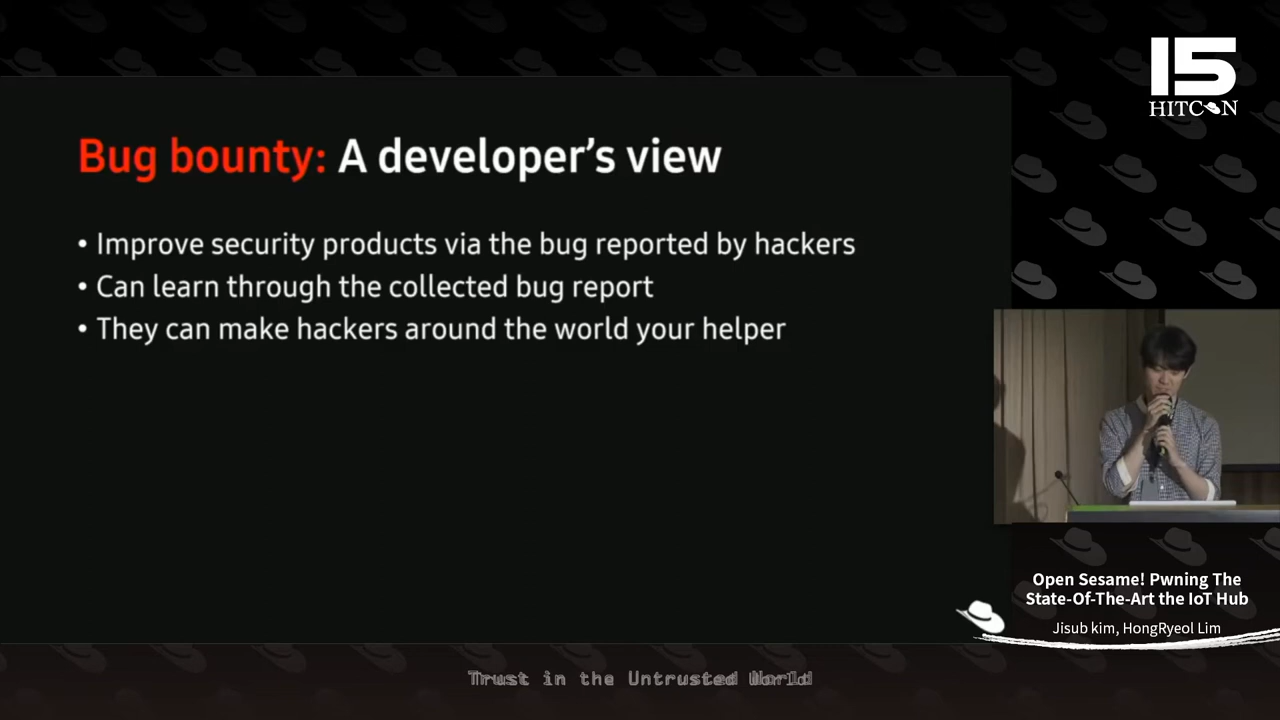 15
HITCON
Bug bounty: A developer's view
• Improve security products via the bug reported by hackers
• Can learn through the collected bug report
• They can make hackers around the world your helper
Open Sesame! Pwning The
State-Of-The-Art the IoT Hub
Jisub kim, HongRyeol Lim
Trust in the Untrusted World